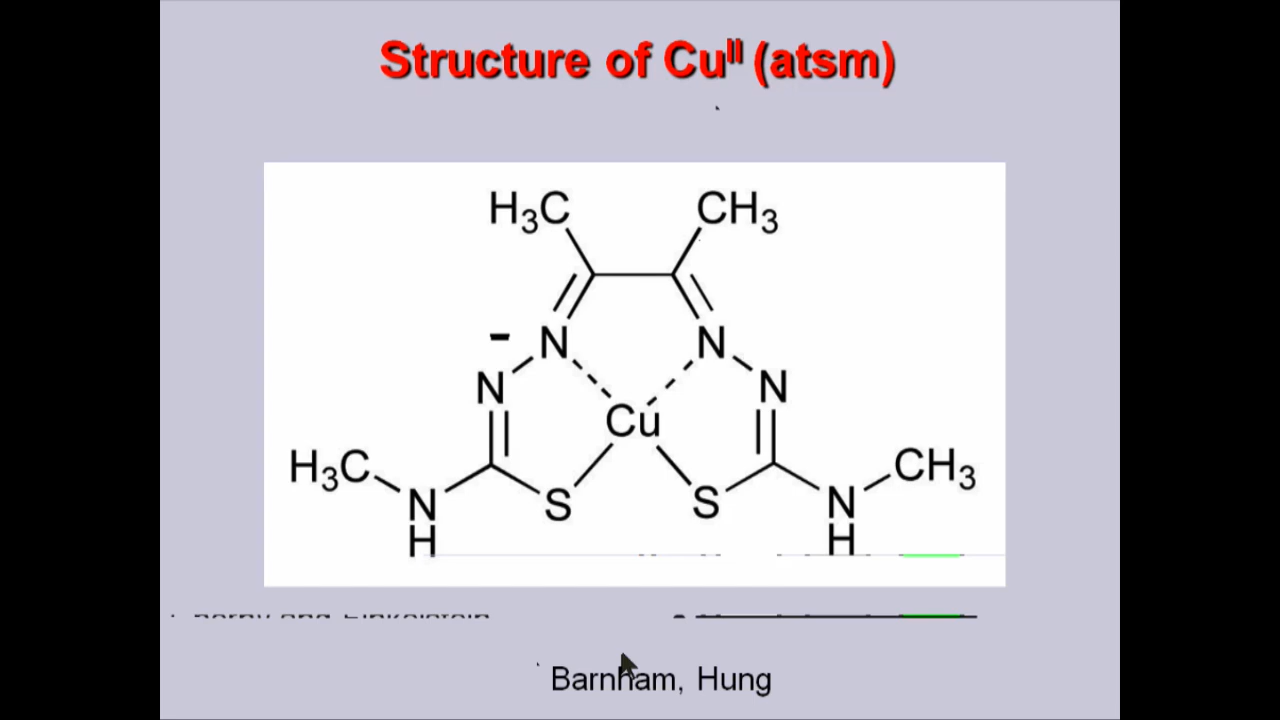 Structure of Cuᴵᴵ (atsm)
H₃C CH₃
N N
N N
Cu
H₃C CH₃
N S S N
H H
Barnham, Hung